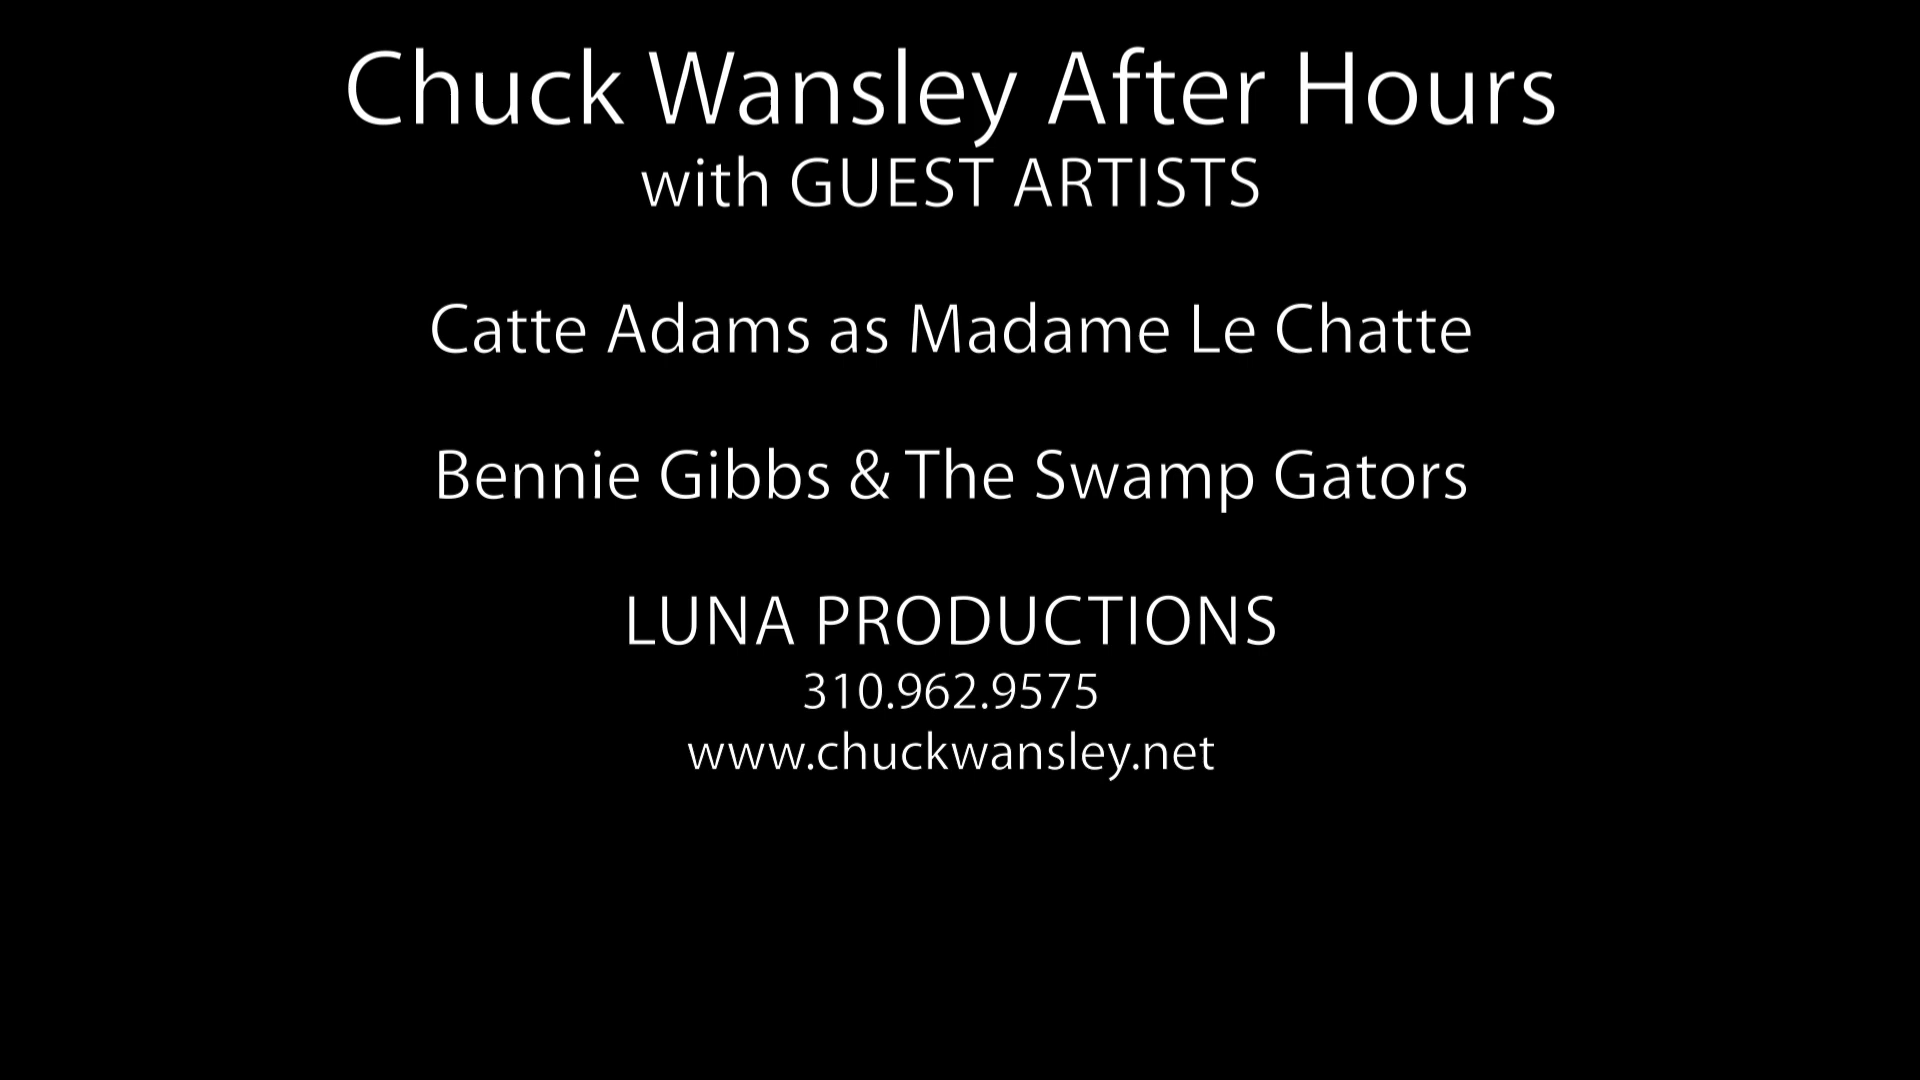 Chuck Wansley After Hours
with GUEST ARTISTS
Catte Adams as Madame Le Chatte
Bennie Gibbs & The Swamp Gators
LUNA PRODUCTIONS
310.962.9575
www.chuckwansley.net